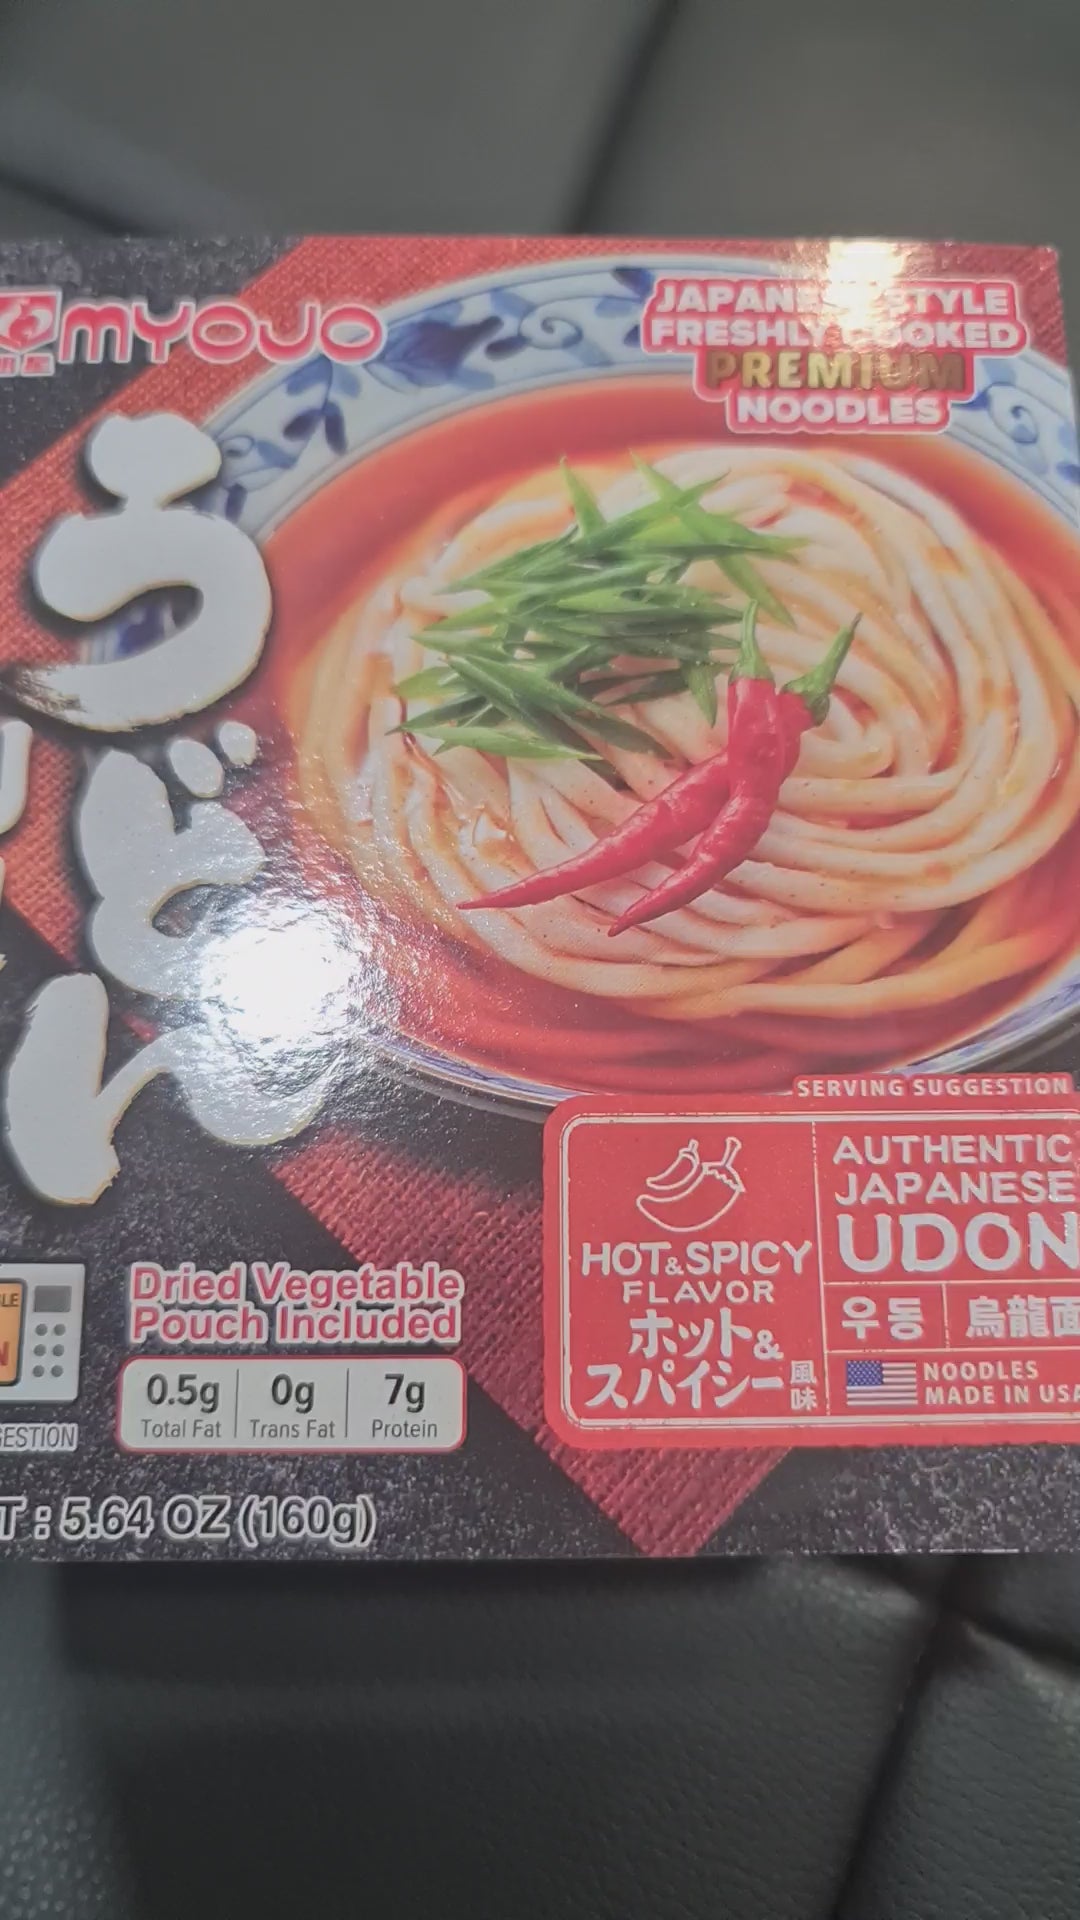 MYOJO
JAPANESE STYLE
FRESHLY COOKED
PREMIUM
NOODLES
うどん
SERVING SUGGESTION
HOT&SPICY
FLAVOR
ホット&
スパイシー風味
AUTHENTIC
JAPANESE
UDON
우동
烏龍面
NOODLES
MADE IN USA
Dried Vegetable
Pouch Included
0.5g 0g 7g
Total Fat Trans Fat Protein
5.64 OZ (160g)